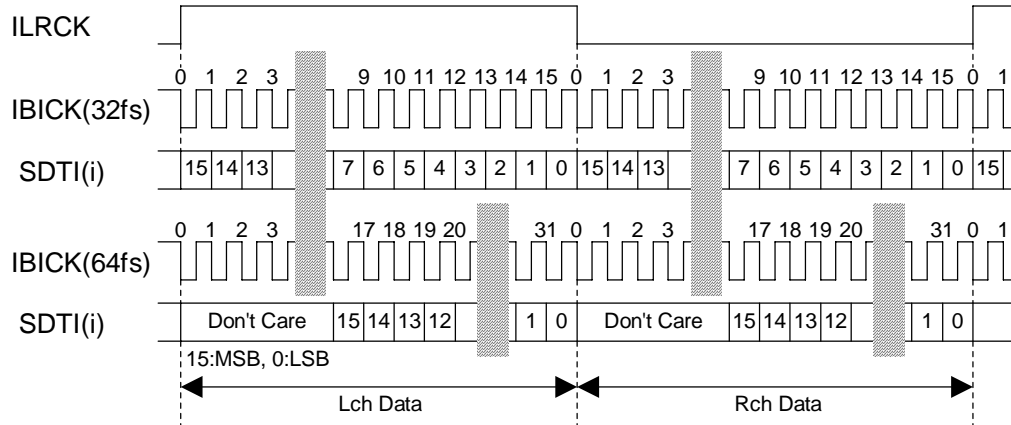 ILRCK
0 1 2 3 9 10 11 12 13 14 15 0 1 2 3 9 10 11 12 13 14 15 0 1
IBICK(32fs)
SDTI(i) 15 14 13 7 6 5 4 3 2 1 0 15 14 13 7 6 5 4 3 2 1 0 15
0 1 2 3 17 18 19 20 31 0 1 2 3 17 18 19 20 31 0 1
IBICK(64fs)
SDTI(i) Don't Care 15 14 13 12 1 0 Don't Care 15 14 13 12 1 0
15:MSB, 0:LSB
Lch Data Rch Data